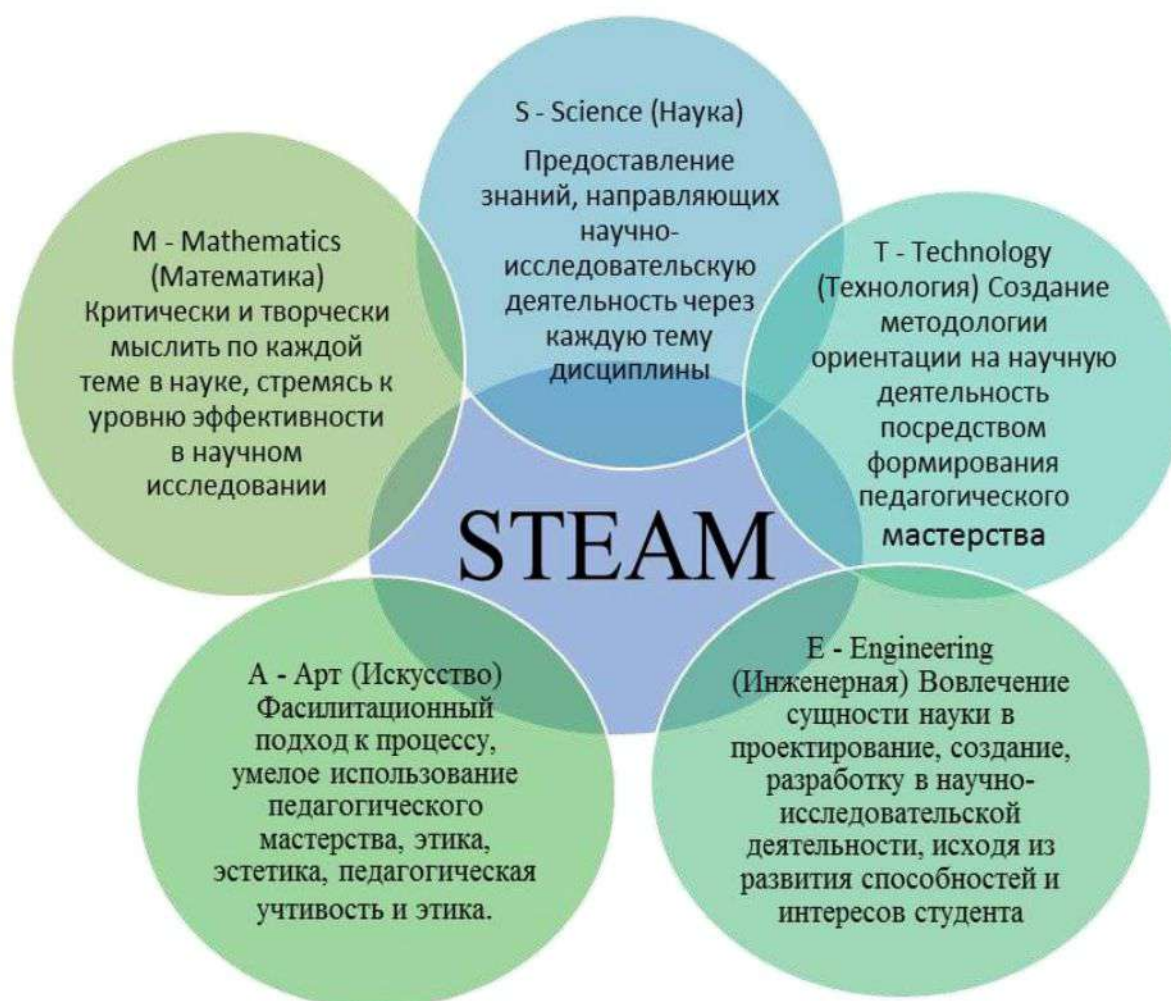 S - Science (Наука)
Предоставление
знаний, направляющих
научно-
исследовательскую
деятельность через
каждую тему
дисциплины
T - Technology
(Технология) Создание
методологии
ориентации на научную
деятельность
посредством
формирования
педагогического
мастерства
E - Engineering
(Инженерная) Вовлечение
сущности науки в
проектирование, создание,
разработку в научно-
исследовательской
деятельности, исходя из
развития способностей и
интересов студента
A - Арт (Искусство)
Фасилитационный
подход к процессу,
умелое использование
педагогического
мастерства, этика,
эстетика, педагогическая
учтивость и этика.
M - Mathematics
(Математика)
Критически и творчески
мыслить по каждой
теме в науке, стремясь к
уровню эффективности
в научном
исследовании
STEAM